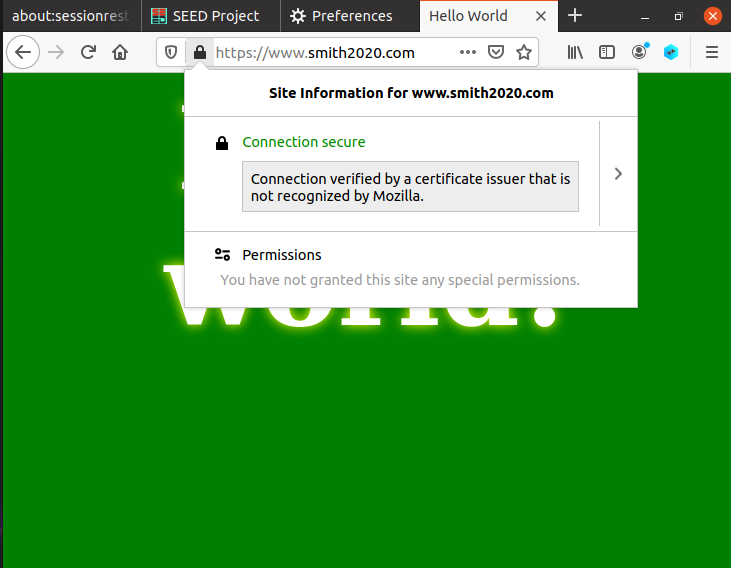 about:sessionrest
SEED Project
Preferences
Hello World
https://www.smith2020.com
Site Information for www.smith2020.com
Connection secure
Connection verified by a certificate issuer that is
not recognized by Mozilla.
Permissions
You have not granted this site any special permissions.
world!